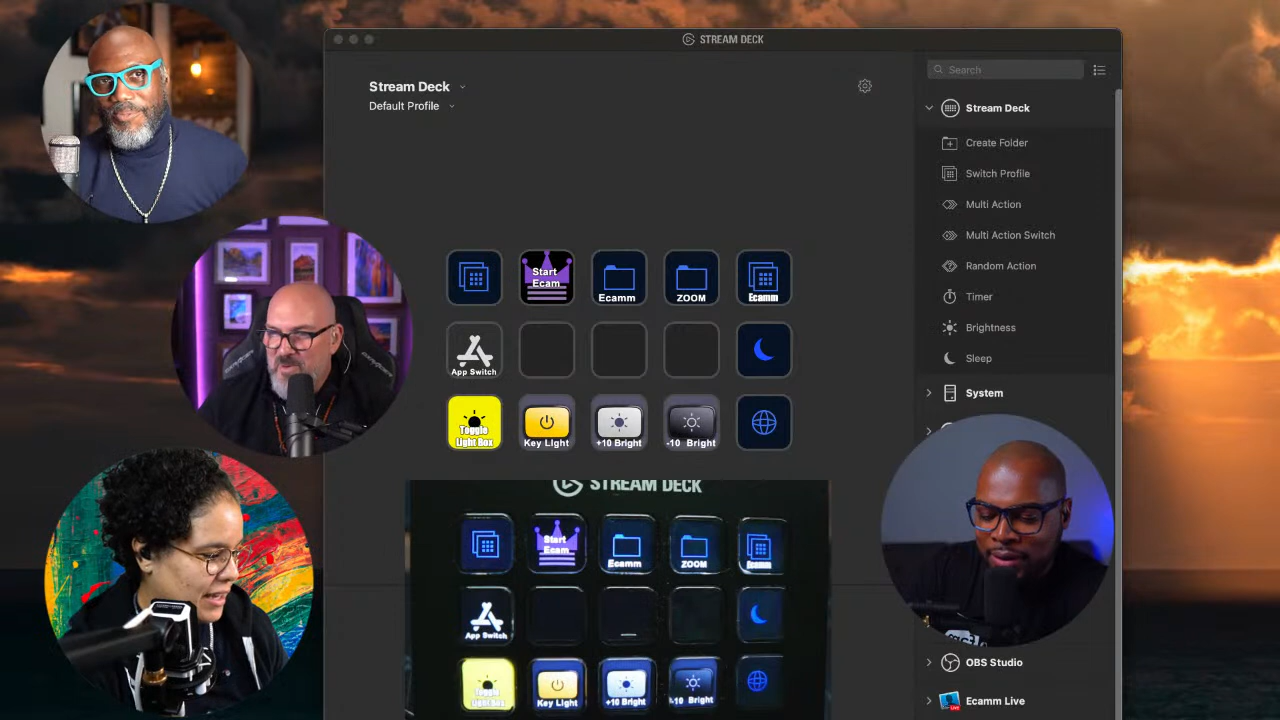 STREAM DECK
Stream Deck
Default Profile
Search
Stream Deck
Create Folder
Switch Profile
Multi Action
Multi Action Switch
Random Action
Timer
Brightness
Sleep
System
OBS Studio
Ecamm Live
Start
Ecam
Ecamm
ZOOM
Ecamm
App Switch
Toggle
Light Box
Key Light
+10 Bright
-10 Bright
STREAM DECK
Start
Ecam
Ecamm
ZOOM
Ecamm
App Switch
Toggle
Light Box
Key Light
+10 Bright
-10 Bright